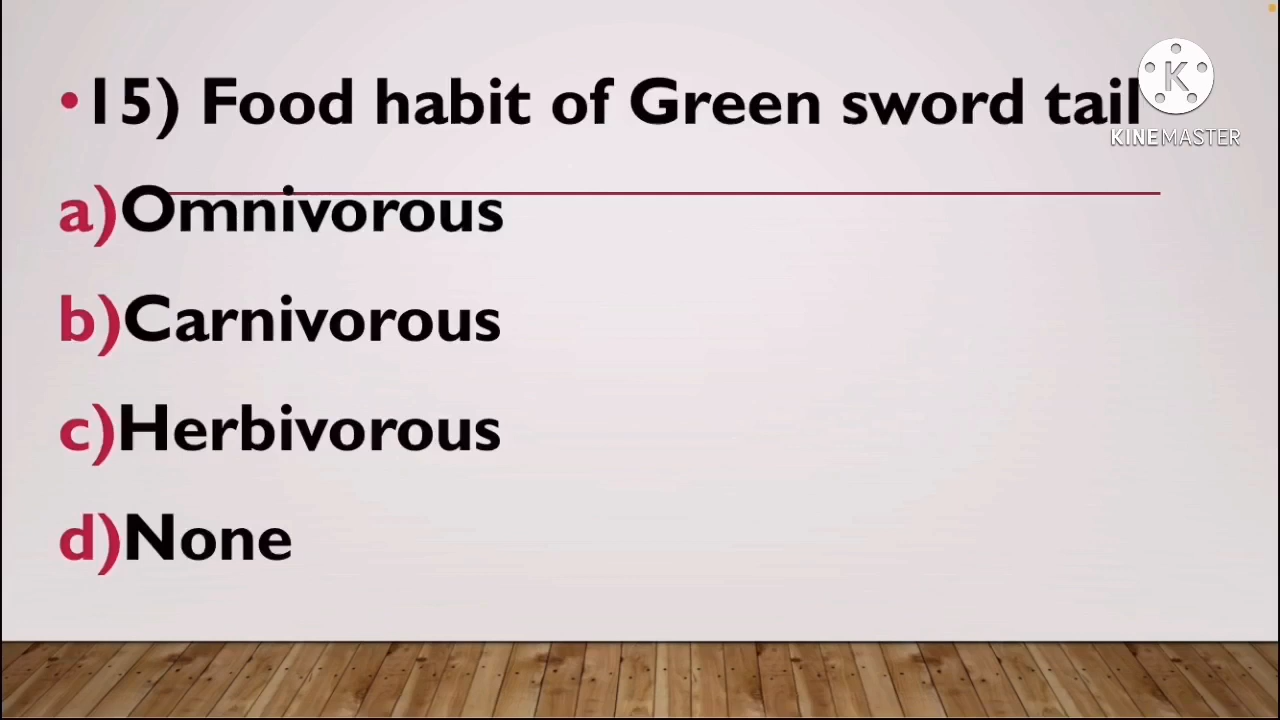 • 15) Food habit of Green sword tail
KINEMASTER
a)Omnivorous
b)Carnivorous
c)Herbivorous
d)None